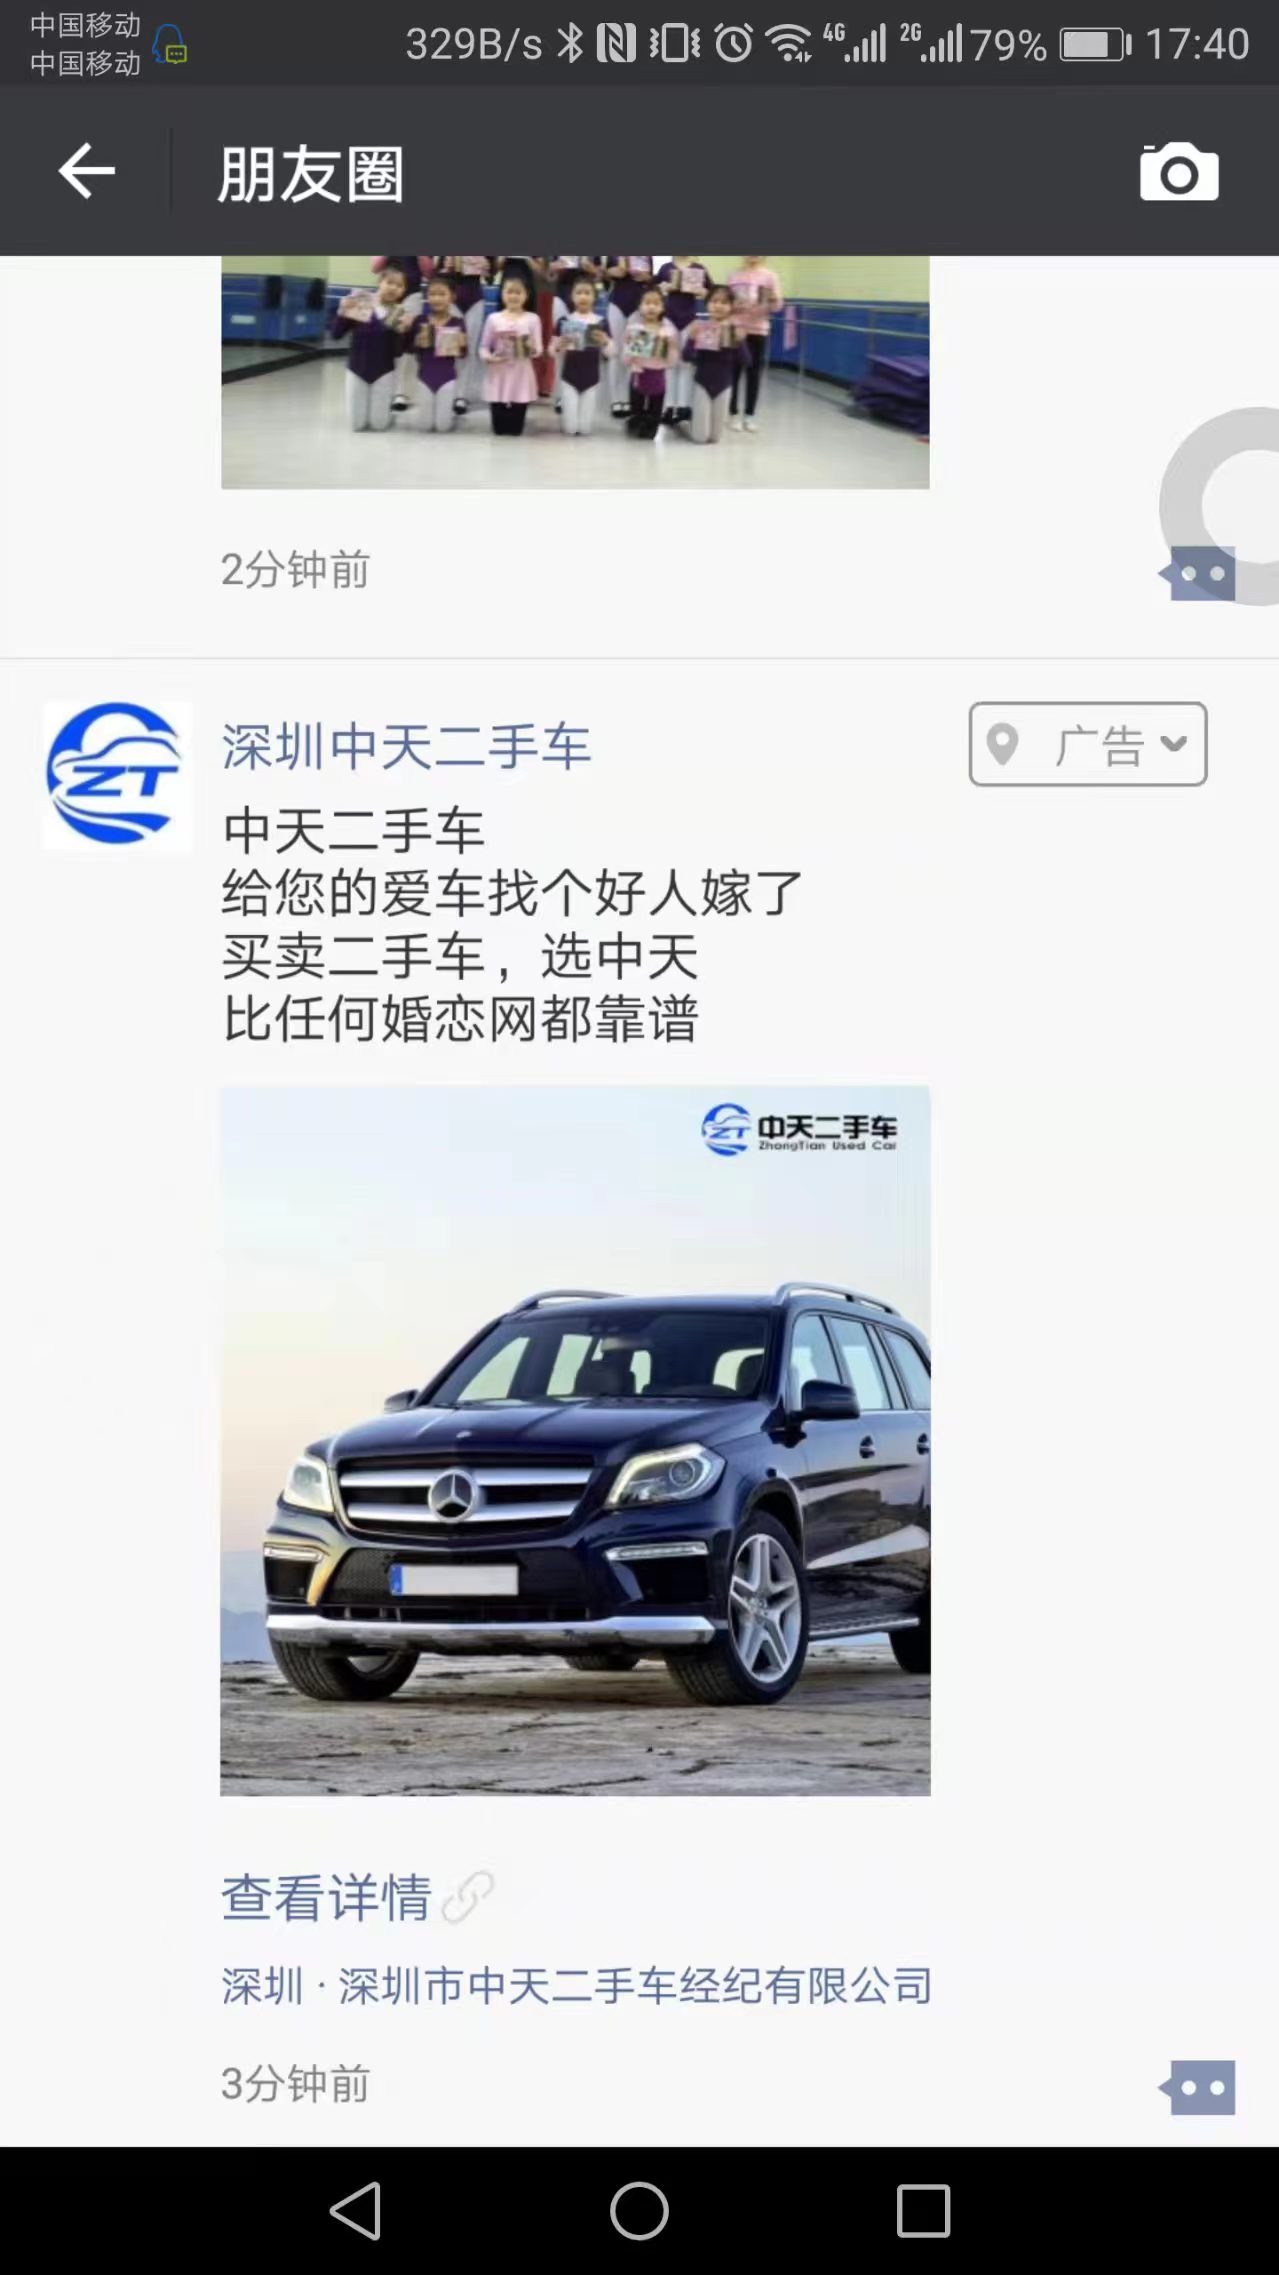 中国移动
中国移动
329B/s 4G 2G 79% 17:40
朋友圈
2分钟前
ZT
深圳中天二手车
广告
中天二手车
给您的爱车找个好人嫁了
买卖二手车，选中天
比任何婚恋网都靠谱
ZT 中天二手车
ZhongTian Used Car
查看详情
深圳·深圳市中天二手车经纪有限公司
3分钟前